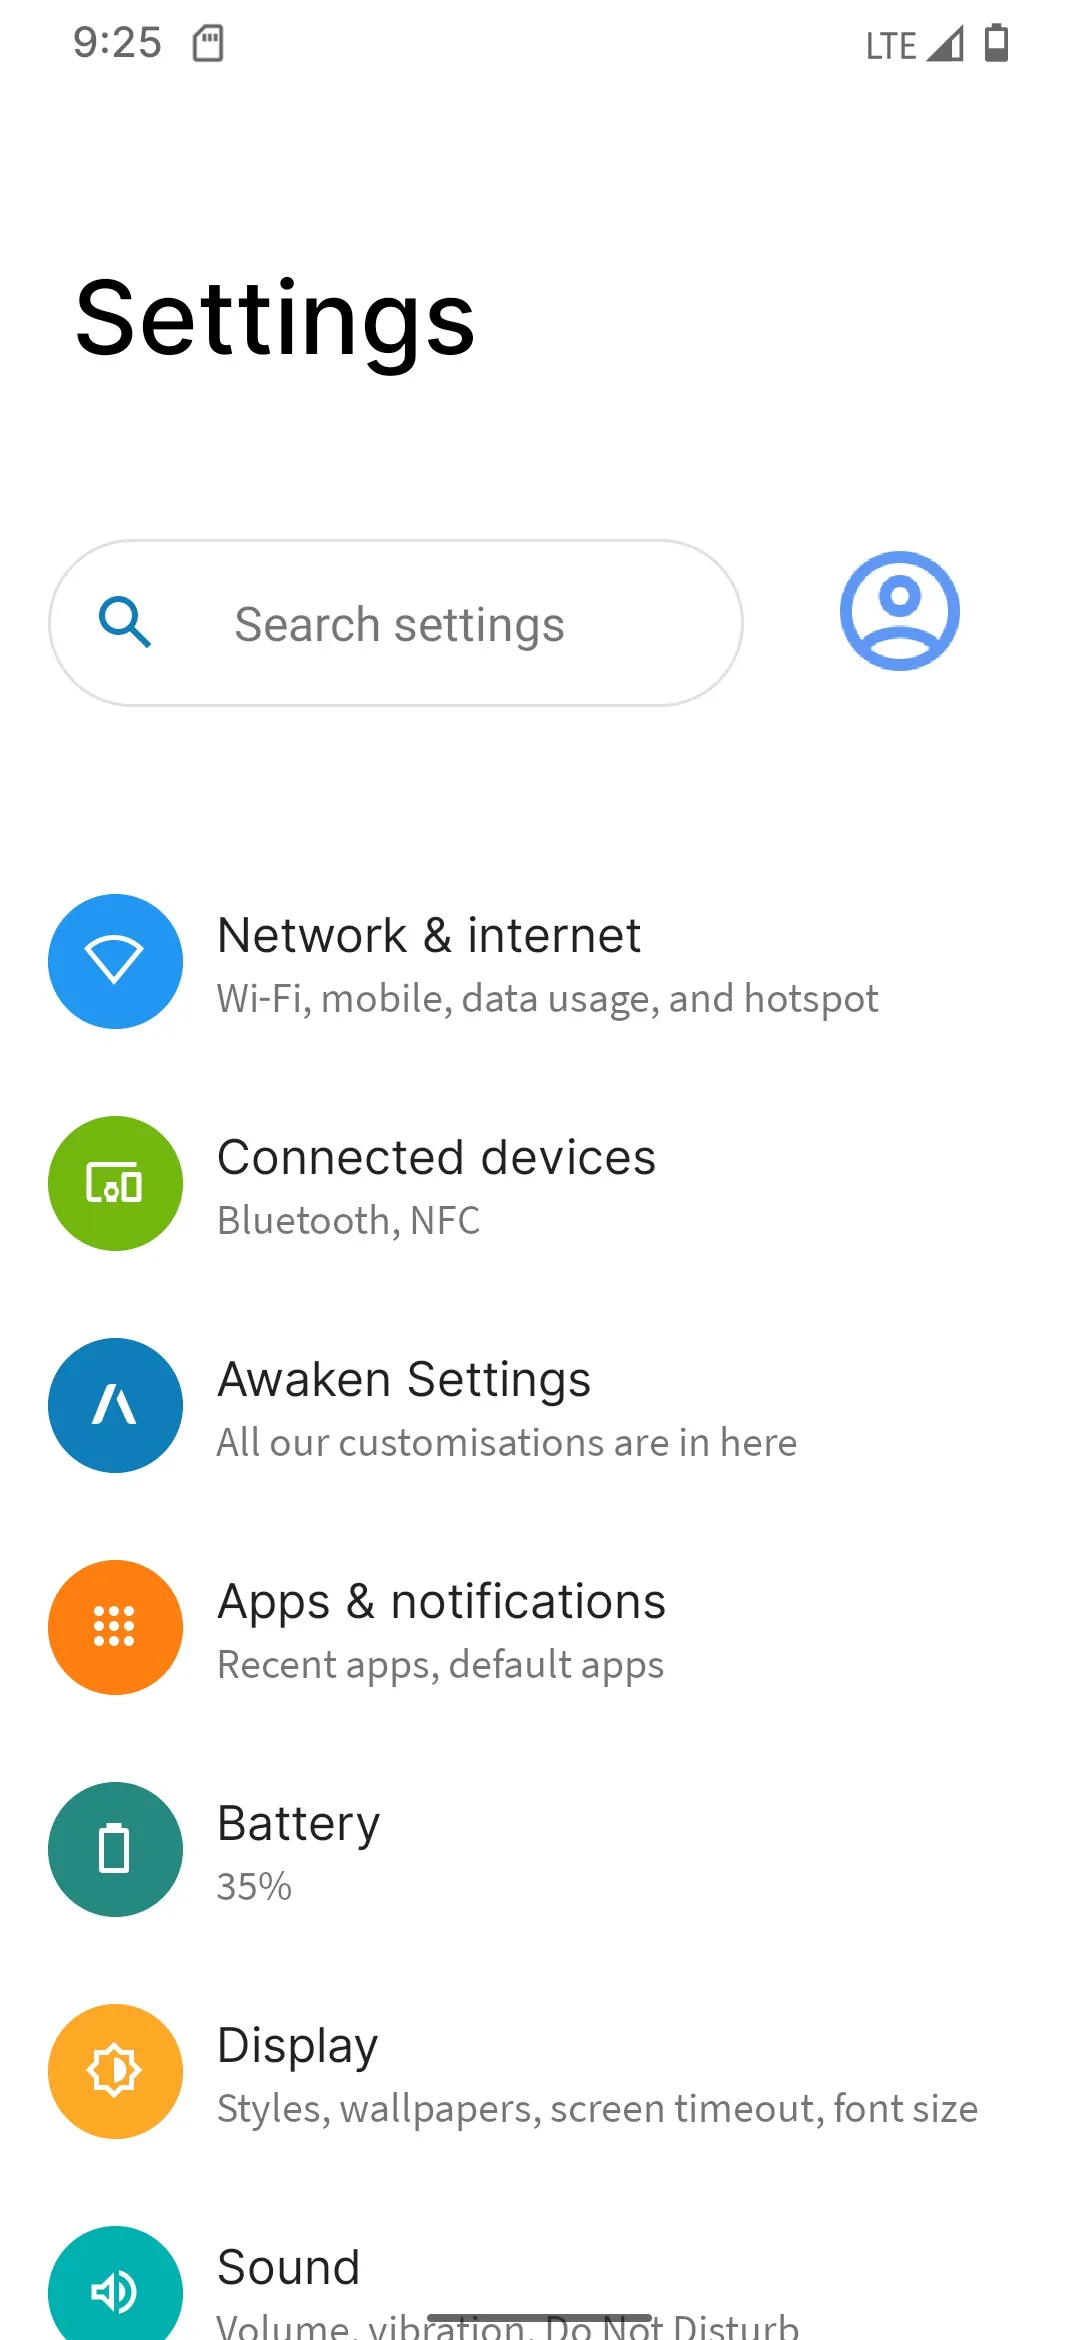 9:25 LTE
Settings
Search settings
Network & internet
Wi-Fi, mobile, data usage, and hotspot
Connected devices
Bluetooth, NFC
Awaken Settings
All our customisations are in here
Apps & notifications
Recent apps, default apps
Battery
35%
Display
Styles, wallpapers, screen timeout, font size
Sound
Volume, vibration, Do Not Disturb